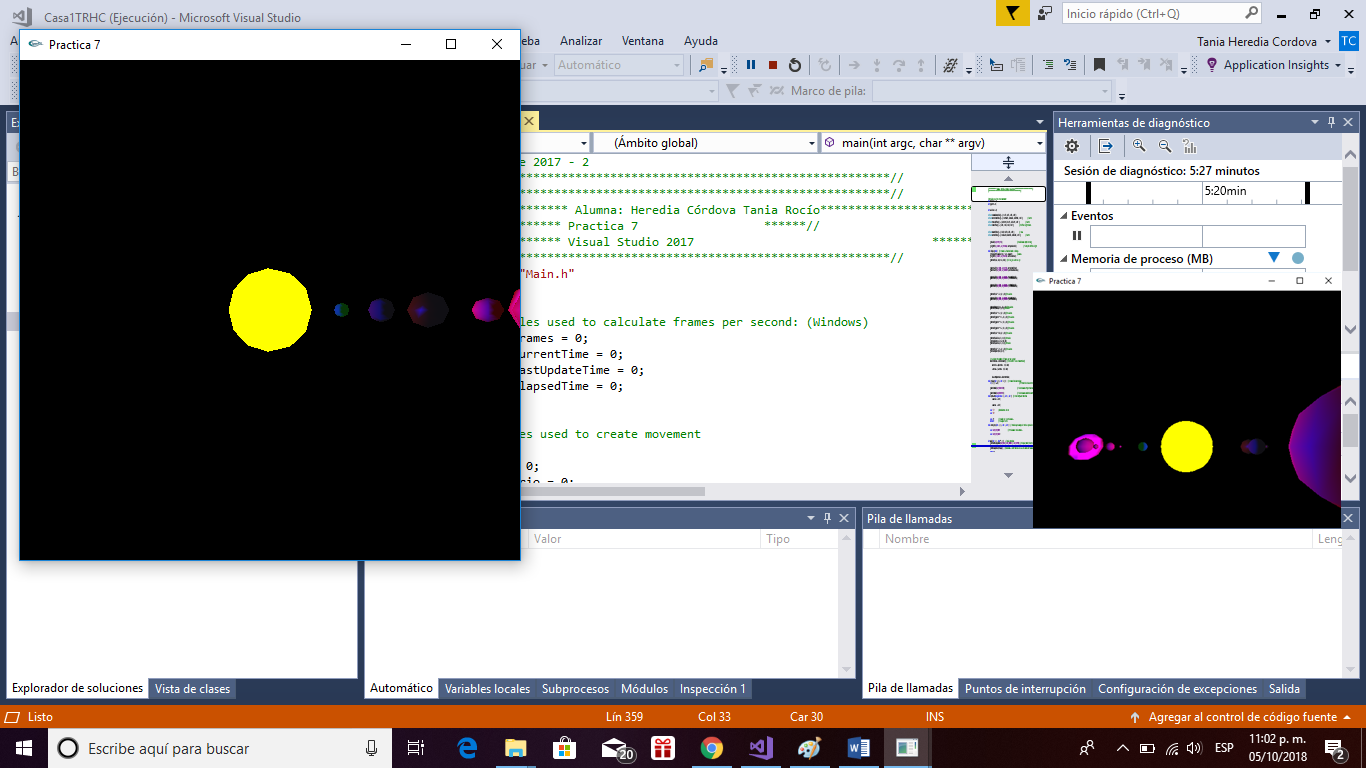 Casa1TRHC (Ejecución) - Microsoft Visual Studio
Inicio rápido (Ctrl+Q)
Practica 7
Analizar Ventana Ayuda
Tania Heredia Cordova
TC
Automático
Application Insights
Marco de pila:
(Ámbito global)
main(int argc, char ** argv)
Herramientas de diagnóstico
Sesión de diagnóstico: 5:27 minutos
5:20min
Eventos
Memoria de proceso (MB)
e 2017 - 2
***********************************************//
***********************************************//
******* Alumna: Heredia Córdova Tania Rocío**********************
****** Practica 7 ******//
****** Visual Studio 2017 ******
***********************************************//
"Main.h"
les used to calculate frames per second: (Windows)
rames = 0;
urrentTime = 0;
astUpdateTime = 0;
lapsedTime = 0;
es used to create movement
0;
cio = 0;
Practica 7
Valor
Tipo
Pila de llamadas
Nombre
Leng
Explorador de soluciones
Vista de clases
Automático
Variables locales
Subprocesos
Módulos
Inspección 1
Pila de llamadas
Puntos de interrupción
Configuración de excepciones
Salida
Listo
Lín 359
Col 33
Car 30
INS
Agregar al control de código fuente
Escribe aquí para buscar
20
ESP
11:02 p. m.
05/10/2018
2